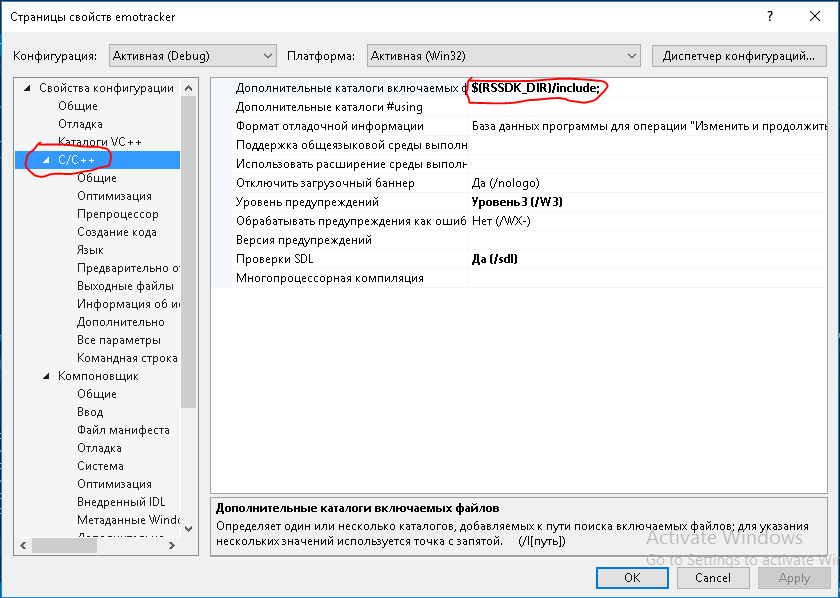 Страницы свойств emotracker
Конфигурация: Активная (Debug) Платформа: Активная (Win32) Диспетчер конфигураций...
Свойства конфигурации
Общие
Отладка
Каталоги VC++
C/C++
Общие
Оптимизация
Препроцессор
Создание кода
Язык
Предварительно от
Выходные файлы
Информация об ис
Дополнительно
Все параметры
Командная строка
Компоновщик
Общие
Ввод
Файл манифеста
Отладка
Система
Оптимизация
Внедренный IDL
Метаданные Windo
Дополнительные каталоги включаемых ф $(RSSDK_DIR)/include;
Дополнительные каталоги #using
Формат отладочной информации База данных программы для операции "Изменить и продолжить
Поддержка общеязыковой среды выполн
Использовать расширение среды выполн
Отключить загрузочный баннер Да (/nologo)
Уровень предупреждений Уровень3 (/W3)
Обрабатывать предупреждения как ошиб Нет (/WX-)
Версия предупреждений
Проверки SDL Да (/sdl)
Многопроцессорная компиляция
Дополнительные каталоги включаемых файлов
Определяет один или несколько каталогов, добавляемых к пути поиска включаемых файлов; для указания
нескольких значений используется точка с запятой. (/I[путь])
Activate Windows
Go to Settings to activate Wi
OK Cancel Apply